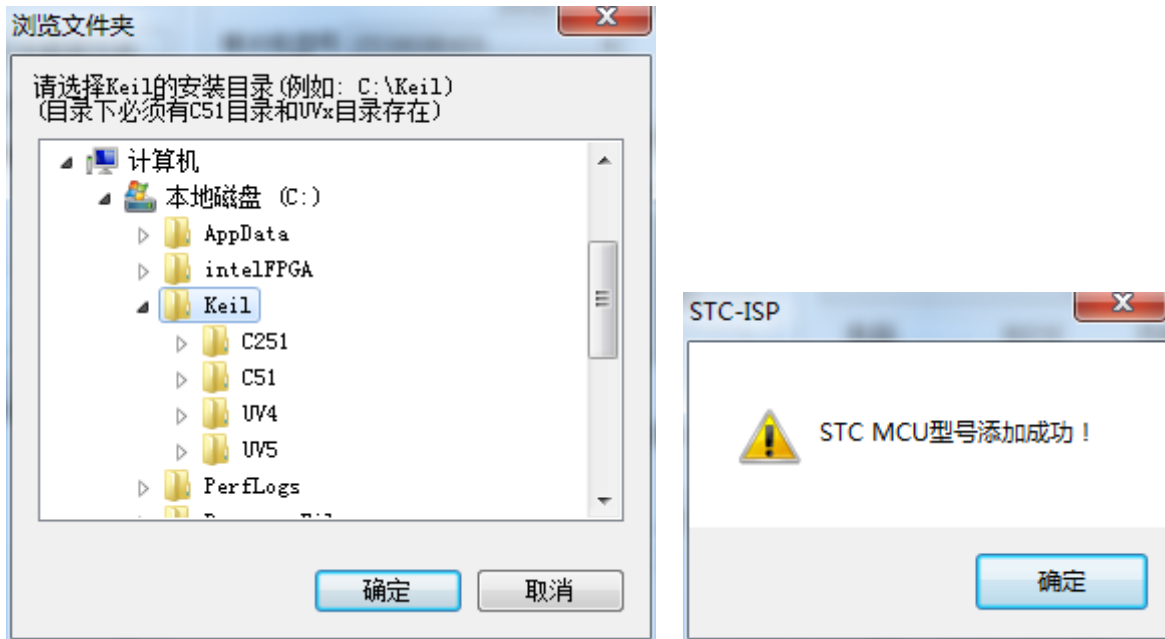 浏览文件夹
请选择Keil的安装目录(例如: C:\Keil)
(目录下必须有C51目录和UVx目录存在)
计算机
本地磁盘 (C:)
AppData
intelFPGA
Keil
C251
C51
UV4
UV5
PerfLogs
确定
取消
STC-ISP
STC MCU型号添加成功！
确定